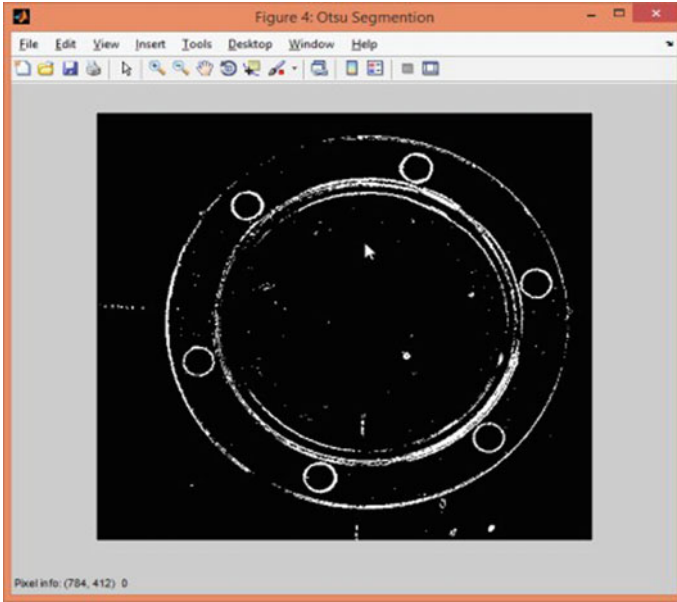 Figure 4: Otsu Segmention
File Edit View Insert Tools Desktop Window Help
Pixel info: (784, 412) 0